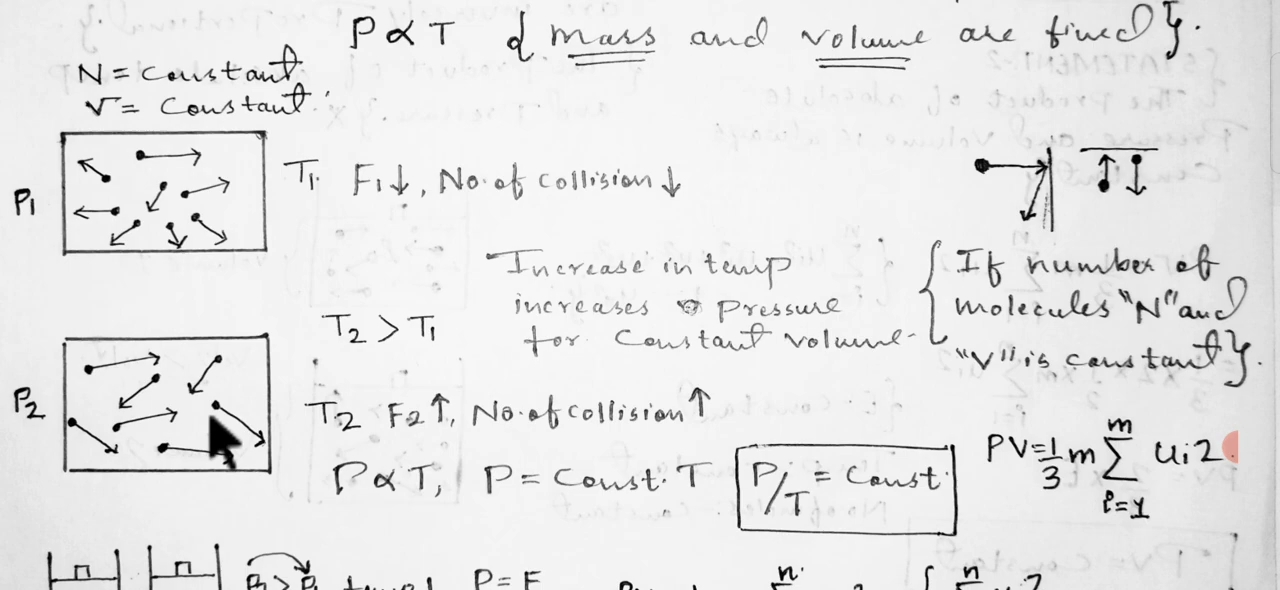 P ∝ T { mass and volume are fixed }.
N = Constant
V = Constant
P1
T1 F1↓, No. of Collision ↓
Increase in temp
increases Pressure
for Constant volume
{ If number of
molecules "N" and
"V" is constant }.
T2 > T1
P2
T2 F2↑, No. of Collision ↑
P ∝ T, P = Const. T
P/T = Const.
PV = 1/3 m Σ ui2
m
i=1
P = F
n
n